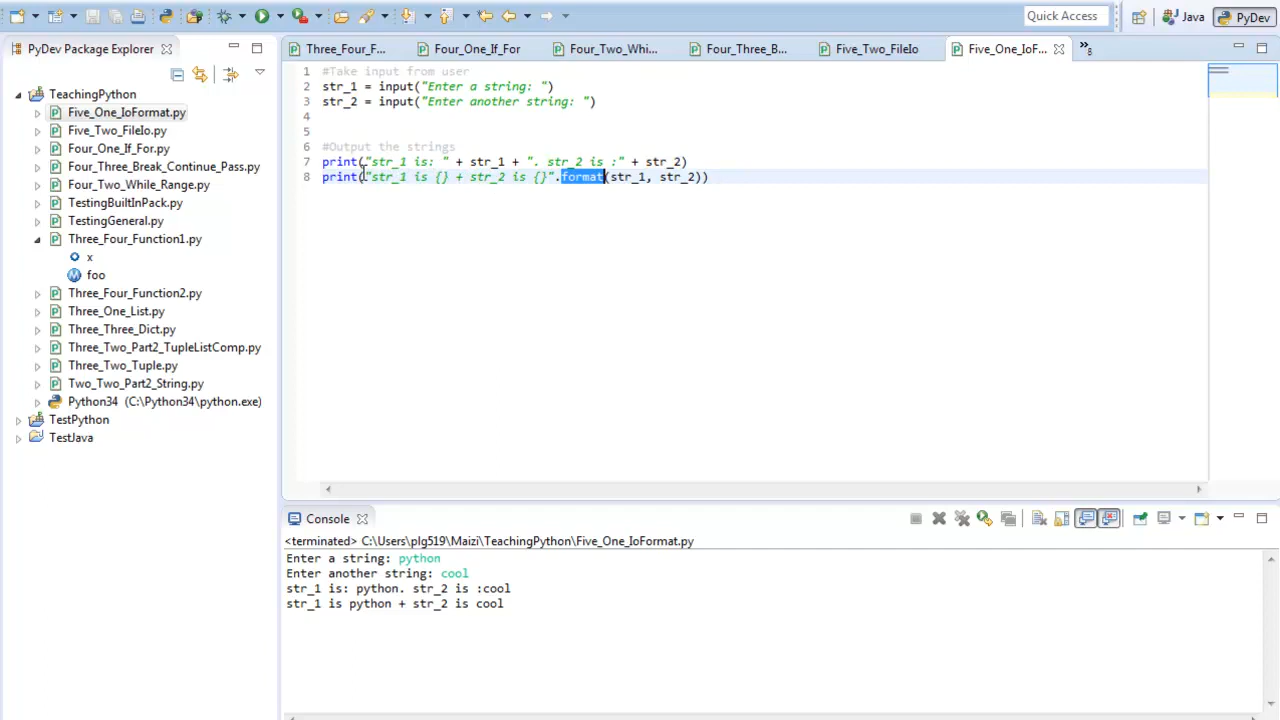 Quick Access
Java
PyDev
PyDev Package Explorer
TeachingPython
Five_One_IoFormat.py
Five_Two_FileIo.py
Four_One_If_For.py
Four_Three_Break_Continue_Pass.py
Four_Two_While_Range.py
TestingBuiltInPack.py
TestingGeneral.py
Three_Four_Function1.py
x
foo
Three_Four_Function2.py
Three_One_List.py
Three_Three_Dict.py
Three_Two_Part2_TupleListComp.py
Three_Two_Tuple.py
Two_Two_Part2_String.py
Python34 (C:\Python34\python.exe)
TestPython
TestJava
Three_Four_F... Four_One_If_For Four_Two_Whi... Four_Three_B... Five_Two_FileIo Five_One_IoF... 8
1 #Take input from user
2 str_1 = input("Enter a string: ")
3 str_2 = input("Enter another string: ")
4
5
6 #Output the strings
7 print("str_1 is: " + str_1 + ". str_2 is :" + str_2)
8 print("str_1 is {} + str_2 is {}".format(str_1, str_2))
Console
<terminated> C:\Users\plg519\Maizi\TeachingPython\Five_One_IoFormat.py
Enter a string: python
Enter another string: cool
str_1 is: python. str_2 is :cool
str_1 is python + str_2 is cool